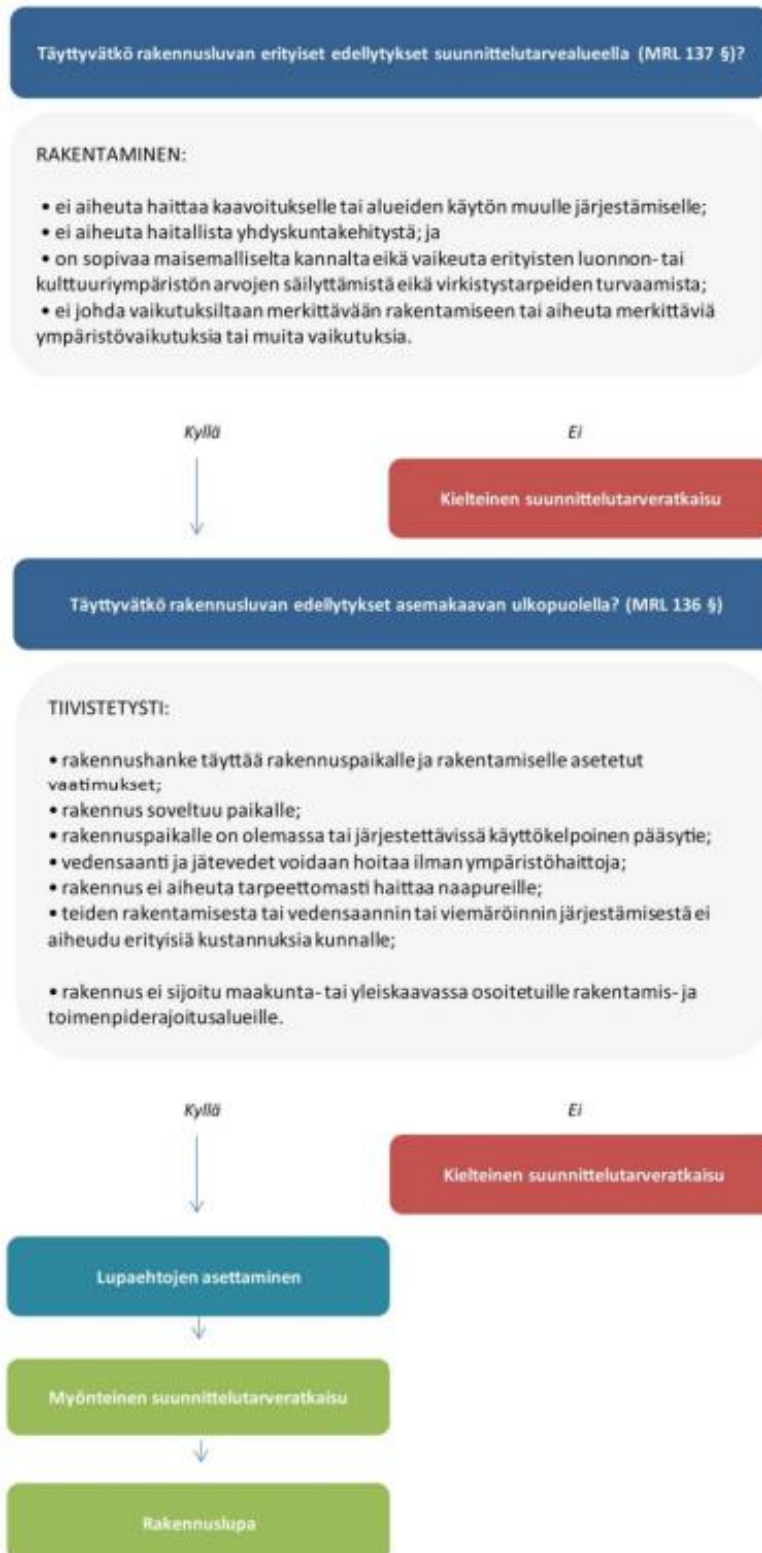 Täyttyvätkö rakennusluvan erityiset edellytykset suunnittelutarvealueella (MRL 137 §)?
RAKENTAMINEN:
• ei aiheuta haittaa kaavoitukselle tai alueiden käytön muulle järjestämiselle;
• ei aiheuta haitallista yhdyskuntakehitystä; ja
• on sopivaa maisemalliselta kannalta eikä vaikeuta erityisten luonnon- tai
kulttuuriympäristön arvojen säilyttämistä eikä virkistystarpeiden turvaamista;
• ei johda vaikutuksiltaan merkittävään rakentamiseen tai aiheuta merkittäviä
ympäristövaikutuksia tai muita vaikutuksia.
Kyllä
Ei
Kielteinen suunnittelutarveratkaisu
Täyttyvätkö rakennusluvan edellytykset asemakaavan ulkopuolella? (MRL 136 §)
TIIVISTETYSTI:
• rakennushanke täyttää rakennuspaikalle ja rakentamiselle asetetut
vaatimukset;
• rakennus soveltuu paikalle;
• rakennuspaikalle on olemassa tai järjestettävissä käyttökelpoinen pääsytie;
• vedensaanti ja jätevedet voidaan hoitaa ilman ympäristöhaittoja;
• rakennus ei aiheuta tarpeettomasti haittaa naapureille;
• teiden rakentamisesta tai vedensaannin tai viemäröinnin järjestämisestä ei
aiheudu erityisiä kustannuksia kunnalle;
• rakennus ei sijoitu maakunta- tai yleiskaavassa osoitetuille rakentamis- ja
toimenpiderajoitusalueille.
Kyllä
Ei
Kielteinen suunnittelutarveratkaisu
Lupaehtojen asettaminen
Myönteinen suunnittelutarveratkaisu
Rakennuslupa